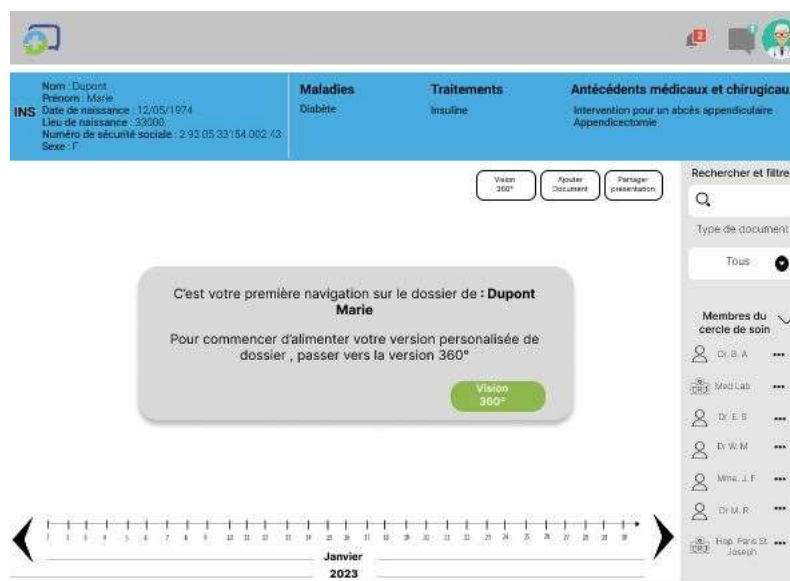 2
INS
Nom : Dupont
Prénom : Marie
Date de naissance : 12/05/1974
Lieu de naissance : 33000
Numéro de sécurité sociale : 2 92 05 33154 002 43
Sexe : F
Maladies
Diabète
Traitements
Insuline
Antécédents médicaux et chirugicau
Intervention pour un abcès appendiculaire
Appendicectomie
Vision
360°
Ajouter
Document
Partager
présentation
Rechercher et filtre
Type de document
Tous
C'est votre première navigation sur le dossier de : Dupont
Marie
Pour commencer d'alimenter votre version personalisée de
dossier , passer vers la version 360°
Vision
360°
Membres du
cercle de soin
Dr. B. A
Med Lab
Dr E. S
Dr W. M
Mme. J. F
Dr M. R
Hop. Paris St
Joseph
Janvier
2023